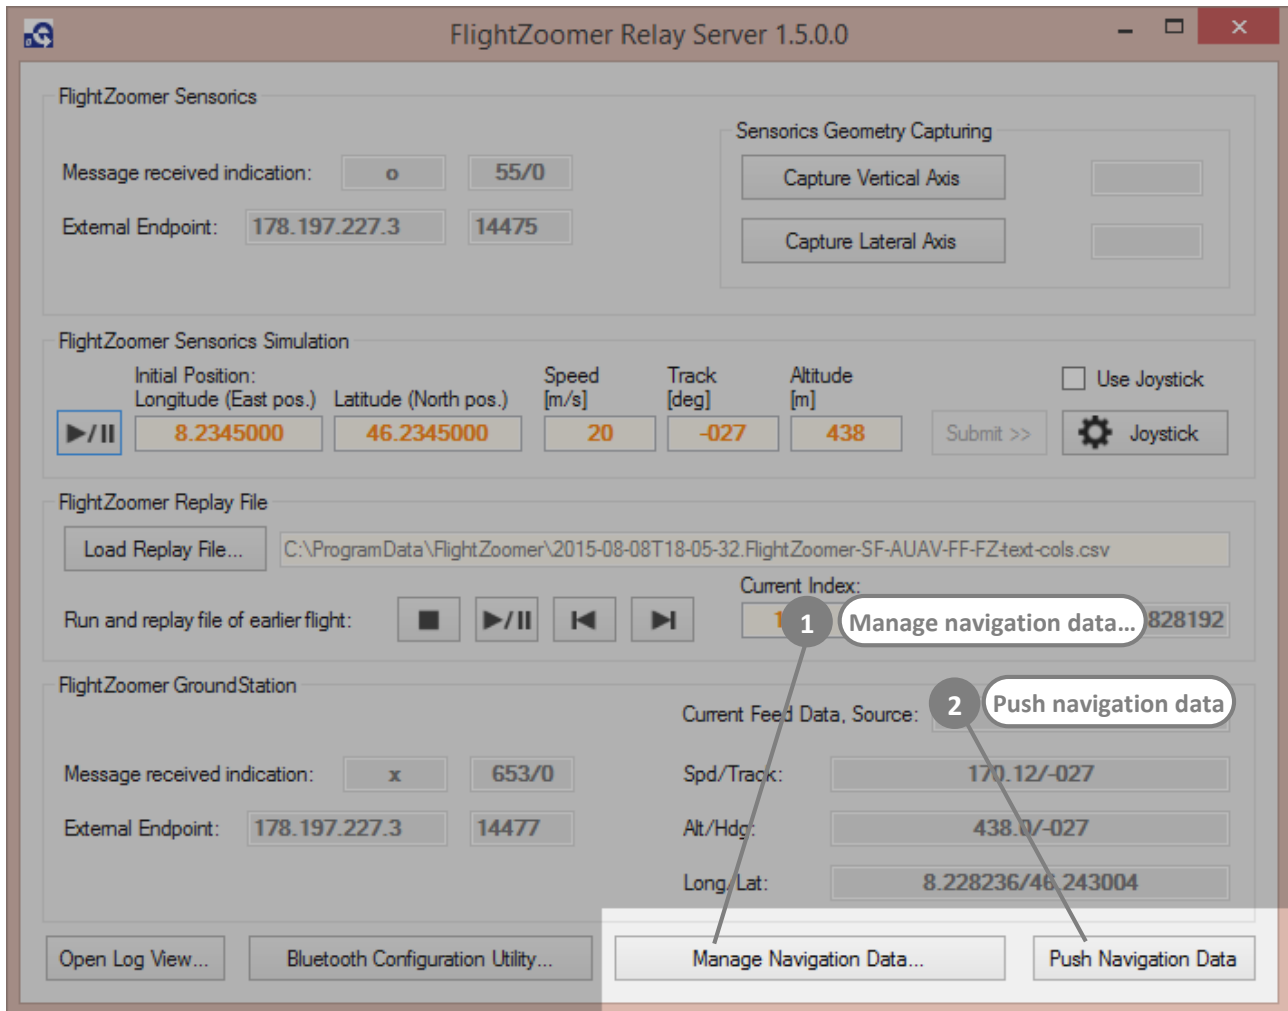 FlightZoomer Relay Server 1.5.0.0
FlightZoomer Sensorics
Sensorics Geometry Capturing
Message received indication: o 55/0
Capture Vertical Axis
External Endpoint: 178.197.227.3 14475
Capture Lateral Axis
FlightZoomer Sensorics Simulation
Initial Position:
Longitude (East pos.) Latitude (North pos.) Speed [m/s] Track [deg] Altitude [m]
Use Joystick
8.2345000 46.2345000 20 -027 438 Submit >> Joystick
FlightZoomer Replay File
Load Replay File... C:\ProgramData\FlightZoomer\2015-08-08T18-05-32.FlightZoomer-SF-AUAV-FF-FZ-text-cols.csv
Current Index:
Run and replay file of earlier flight:
1 Manage navigation data... 828192
FlightZoomer GroundStation
2 Push navigation data
Current Feed Data, Source:
Message received indication: x 653/0
Spd/Track: 170.12/-027
External Endpoint: 178.197.227.3 14477
Alt/Hdg: 438.0/-027
Long/Lat: 8.228236/46.243004
Open Log View... Bluetooth Configuration Utility... Manage Navigation Data... Push Navigation Data